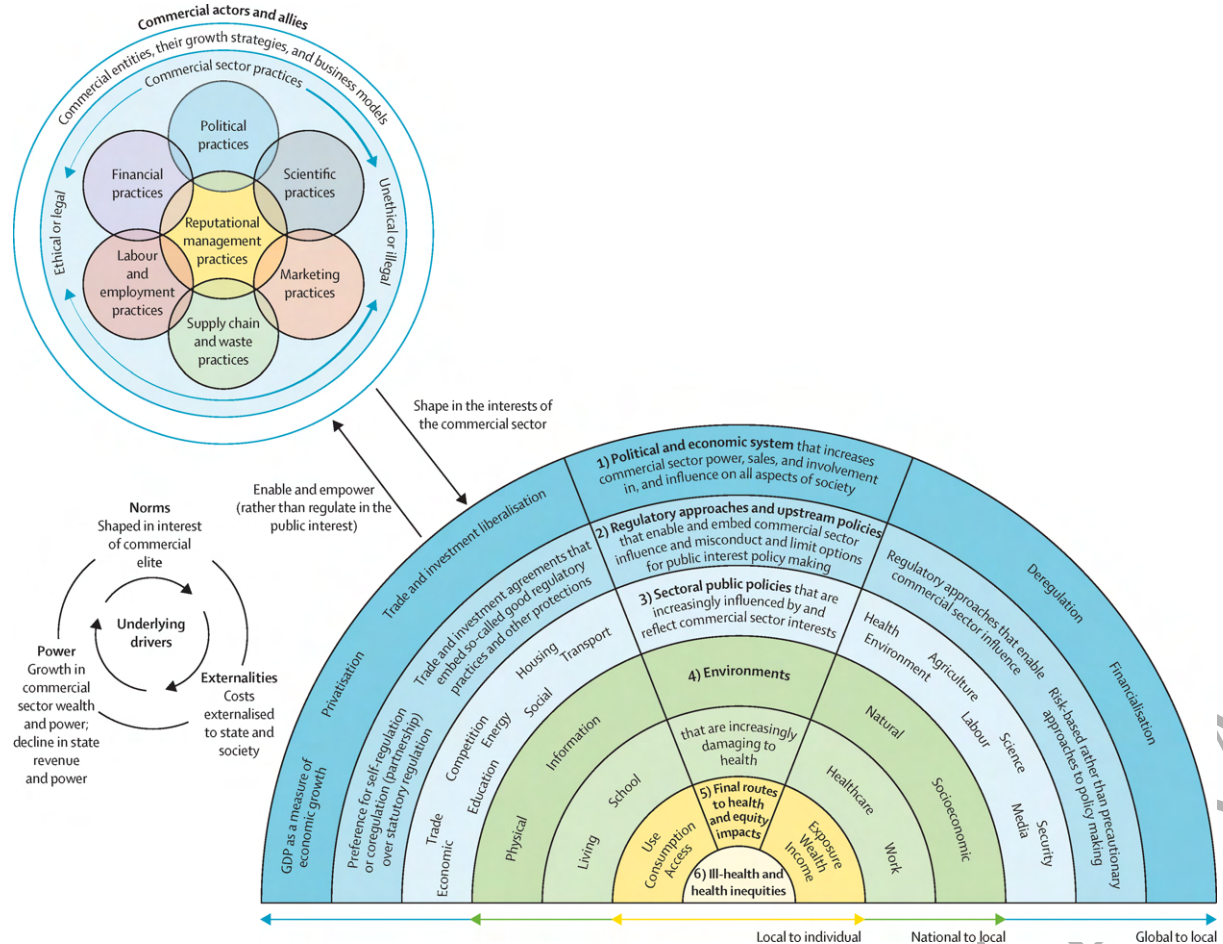 Commercial actors and allies
Commercial entities, their growth strategies, and business models
Commercial sector practices
Ethical or legal
Unethical or illegal
Political
practices
Financial
practices
Scientific
practices
Reputational
management
practices
Labour
and
employment
practices
Marketing
practices
Supply chain
and waste
practices
Shape in the interests of
the commercial sector
Enable and empower
(rather than regulate in the
public interest)
Norms
Shaped in interest
of commercial
elite
Underlying
drivers
Power
Growth in
commercial
sector wealth
and power;
decline in state
revenue
and power
Externalities
Costs
externalised
to state and
society
1) Political and economic system that increases
commercial sector power, sales, and involvement
in, and influence on all aspects of society
GDP as a measure of
economic growth
Privatisation
Trade and investment liberalisation
Deregulation
Financialisation
2) Regulatory approaches and upstream policies
that enable and embed commercial sector
influence and misconduct and limit options
for public interest policy making
Preference for self-regulation
or coregulation (partnership)
over statutory regulation
Trade and investment agreements that
embed so-called good regulatory
practices and other protections
Regulatory approaches that enable
commercial sector influence
Risk-based rather than precautionary
approaches to policy making
3) Sectoral public policies that are
increasingly influenced by and
reflect commercial sector interests
Trade
Economic
Competition
Energy
Education
Housing
Social
Transport
Health
Environment
Agriculture
Labour
Science
Media
Security
4) Environments
that are increasingly
damaging to
health
Physical
Information
Natural
Socioeconomic
Living
School
Healthcare
Work
5) Final routes
to health
and equity
impacts
Use
Consumption
Access
Exposure
Wealth
Income
6) Ill-health and
health inequities
Local to individual
National to local
Global to local